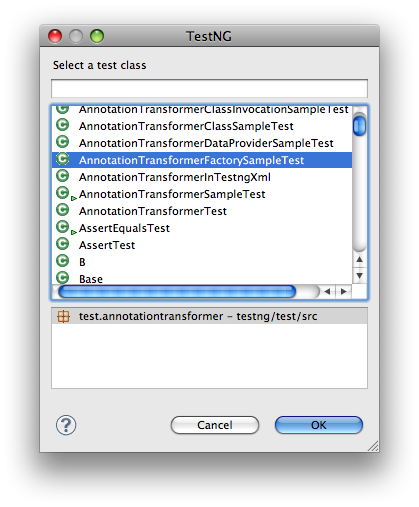 TestNG
Select a test class
AnnotationTransformerClassInvocationSampleTest
AnnotationTransformerClassSampleTest
AnnotationTransformerDataProviderSampleTest
AnnotationTransformerFactorySampleTest
AnnotationTransformerInTestngXml
AnnotationTransformerSampleTest
AnnotationTransformerTest
AssertEqualsTest
AssertTest
B
Base
test.annotationtransformer – testng/test/src
? Cancel OK